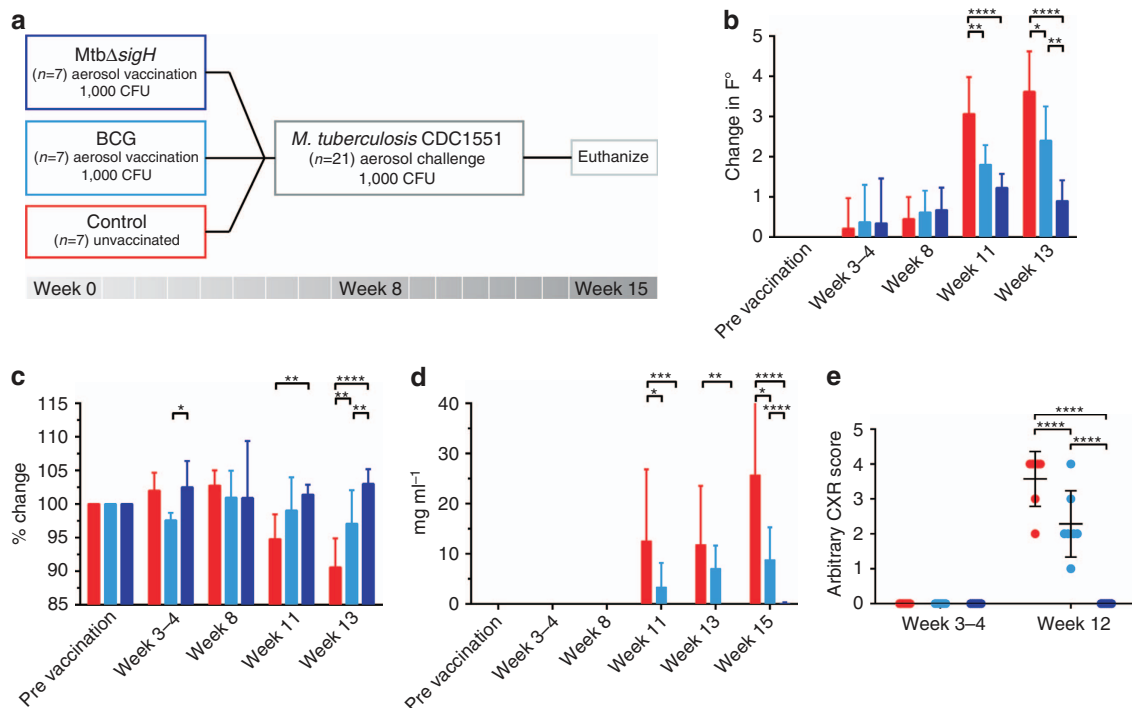 a
MtbΔsigH
(n=7) aerosol vaccination
1,000 CFU
BCG
(n=7) aerosol vaccination
1,000 CFU
Control
(n=7) unvaccinated
M. tuberculosis CDC1551
(n=21) aerosol challenge
1,000 CFU
Euthanize
Week 0
Week 8
Week 15
b
Change in F°
5
4
3
2
1
0
**** ****
** * **
Pre vaccination
Week 3–4
Week 8
Week 11
Week 13
c
% change
115
110
105
100
95
90
85
*
**
****
** **
Pre vaccination
Week 3–4
Week 8
Week 11
Week 13
d
mg ml⁻¹
40
30
20
10
0
*** ** ****
* *
****
Pre vaccination
Week 3–4
Week 8
Week 11
Week 13
Week 15
e
Arbitrary CXR score
5
4
3
2
1
0
****
****
****
Week 3–4
Week 12